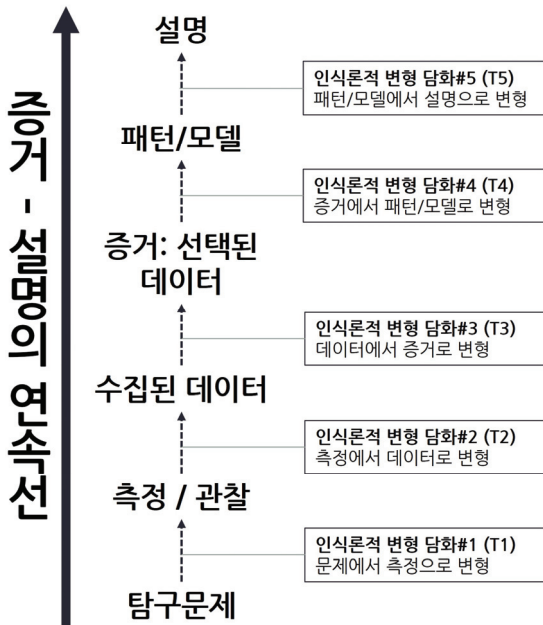 증거 - 설명의 연속선
설명
인식론적 변형 담화#5 (T5)
패턴/모델에서 설명으로 변형
패턴/모델
인식론적 변형 담화#4 (T4)
증거에서 패턴/모델로 변형
증거: 선택된
데이터
인식론적 변형 담화#3 (T3)
데이터에서 증거로 변형
수집된 데이터
인식론적 변형 담화#2 (T2)
측정에서 데이터로 변형
측정 / 관찰
인식론적 변형 담화#1 (T1)
문제에서 측정으로 변형
탐구문제